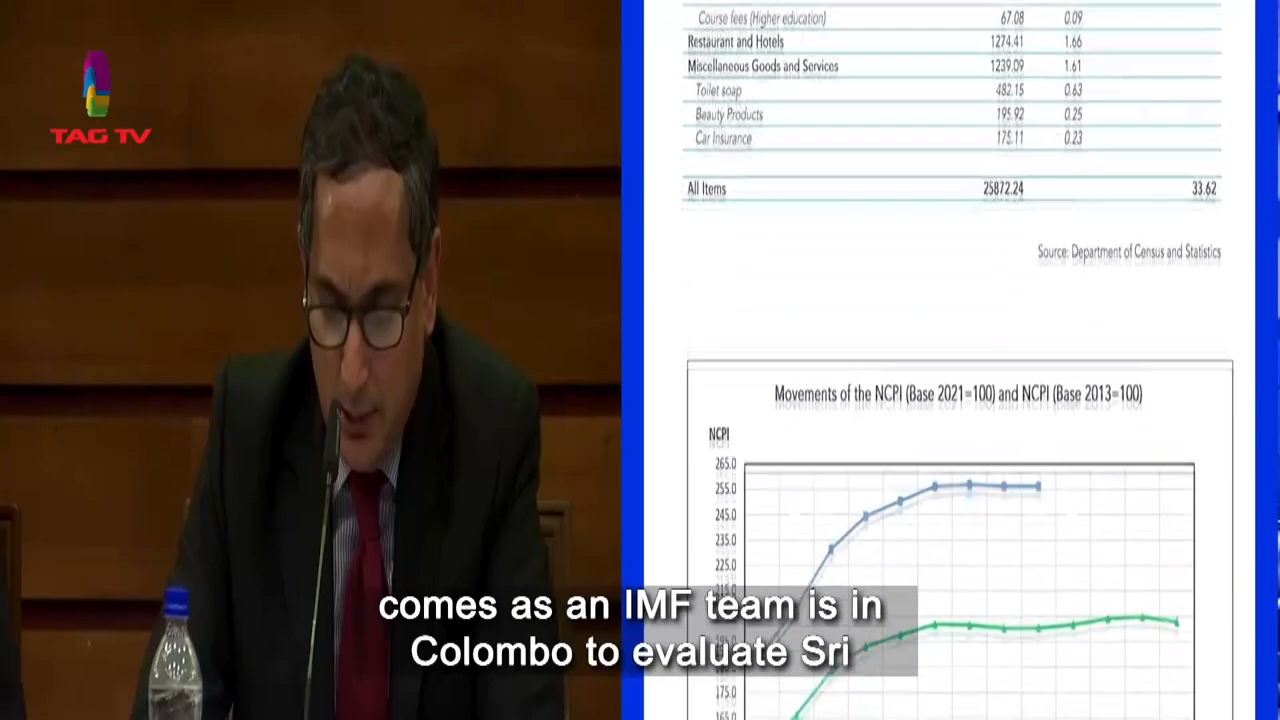 TAG TV
Course fees (Higher education) 67.08 0.09
Restaurant and Hotels 1274.41 1.66
Miscellaneous Goods and Services 1239.09 1.61
Toilet soap 482.15 0.63
Beauty Products 195.92 0.25
Car Insurance 175.11 0.23
All Items 25872.24 33.62
Source: Department of Census and Statistics
Movements of the NCPI (Base 2021=100) and NCPI (Base 2013=100)
NCPI
265.0
255.0
245.0
235.0
225.0
175.0
165.0
comes as an IMF team is in
Colombo to evaluate Sri